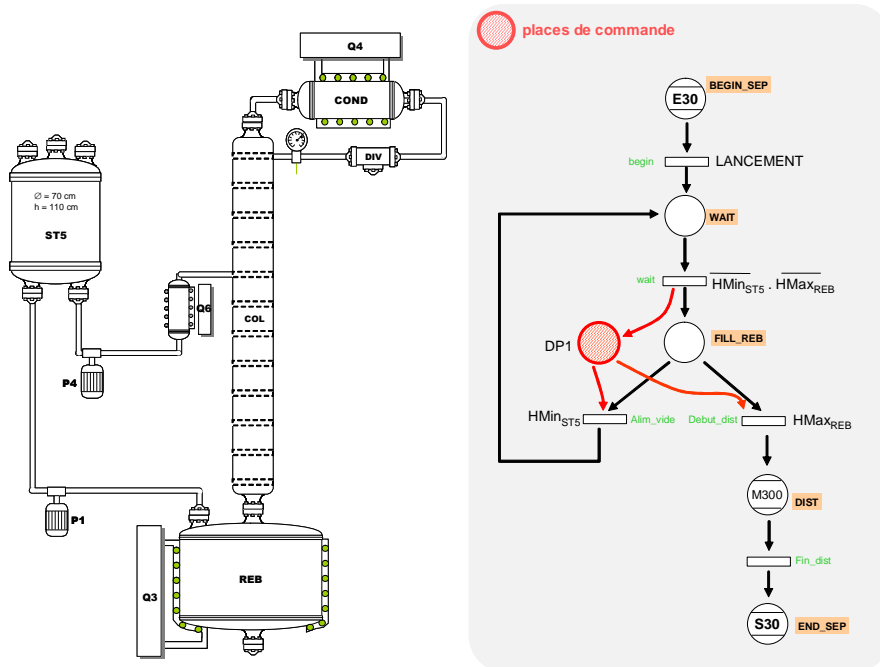 Q4
COND
DIV
Ø = 70 cm
h = 110 cm
ST5
Q6
COL
P4
P1
Q3
REB
places de commande
BEGIN_SEP
E30
begin
LANCEMENT
WAIT
wait
HMinST5 . HMaxREB
DP1
FILL_REB
HMinST5
Alim_vide
Debut_dist
HMaxREB
M300
DIST
Fin_dist
S30
END_SEP